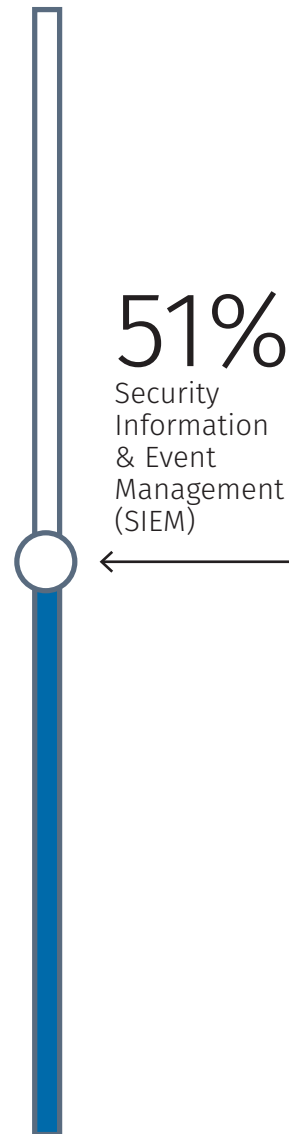 51%
Security
Information
& Event
Management
(SIEM)